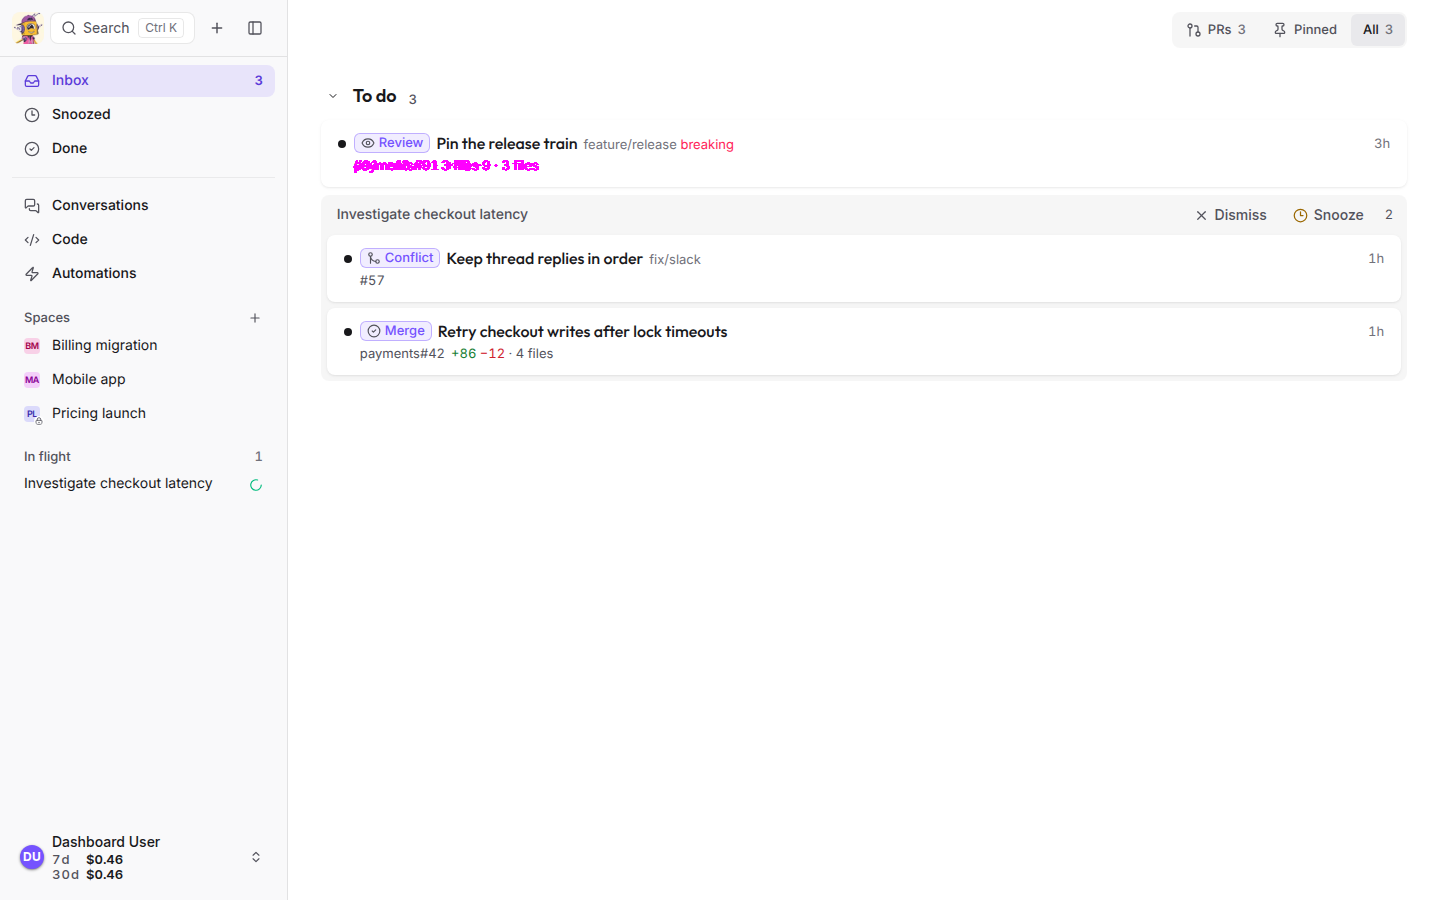 Search Ctrl K
Inbox 3
Snoozed
Done
Conversations
Code
Automations
Spaces
BM Billing migration
MA Mobile app
PL Pricing launch
In flight 1
Investigate checkout latency
DU Dashboard User
7d $0.46
30d $0.46
PRs 3
Pinned
All 3
To do 3
Review Pin the release train feature/release breaking 3h
3 files
Investigate checkout latency Dismiss Snooze 2
Conflict Keep thread replies in order fix/slack 1h
#57
Merge Retry checkout writes after lock timeouts 1h
payments#42 +86 −12 · 4 files